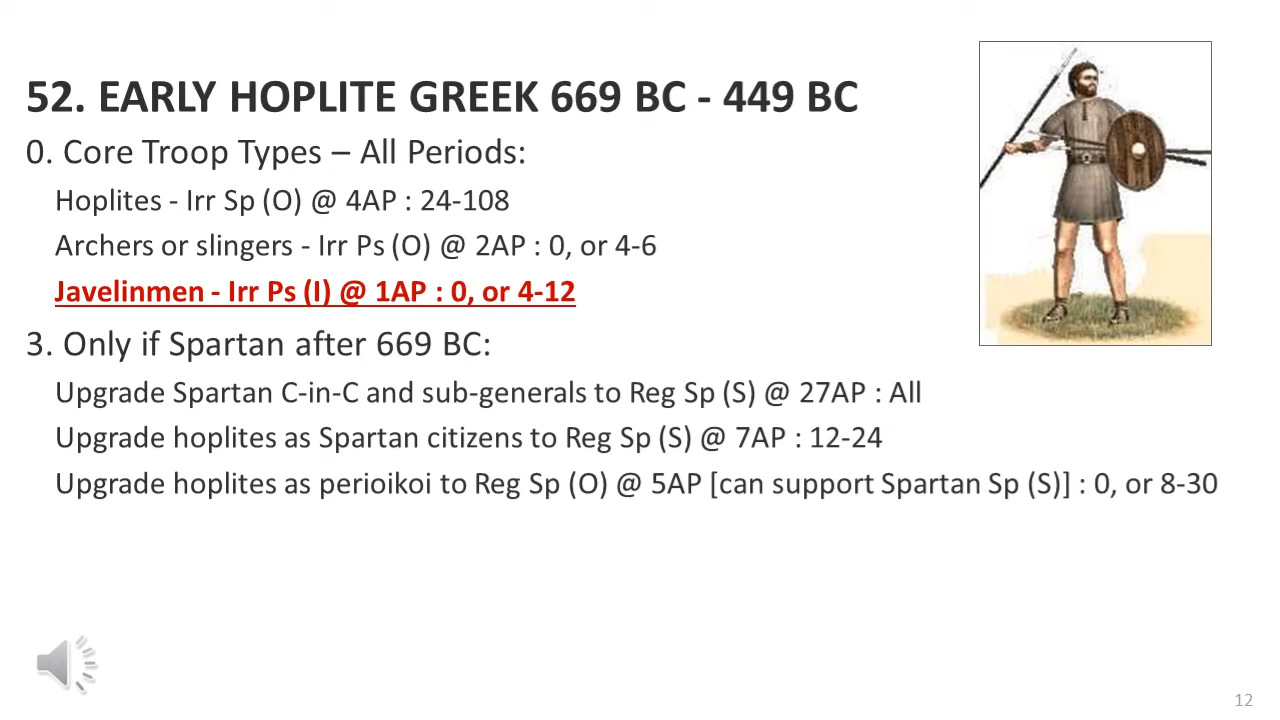 52. EARLY HOPLITE GREEK 669 BC - 449 BC
0. Core Troop Types – All Periods:
Hoplites - Irr Sp (O) @ 4AP : 24-108
Archers or slingers - Irr Ps (O) @ 2AP : 0, or 4-6
Javelinmen - Irr Ps (I) @ 1AP : 0, or 4-12
3. Only if Spartan after 669 BC:
Upgrade Spartan C-in-C and sub-generals to Reg Sp (S) @ 27AP : All
Upgrade hoplites as Spartan citizens to Reg Sp (S) @ 7AP : 12-24
Upgrade hoplites as perioikoi to Reg Sp (O) @ 5AP [can support Spartan Sp (S)] : 0, or 8-30
12